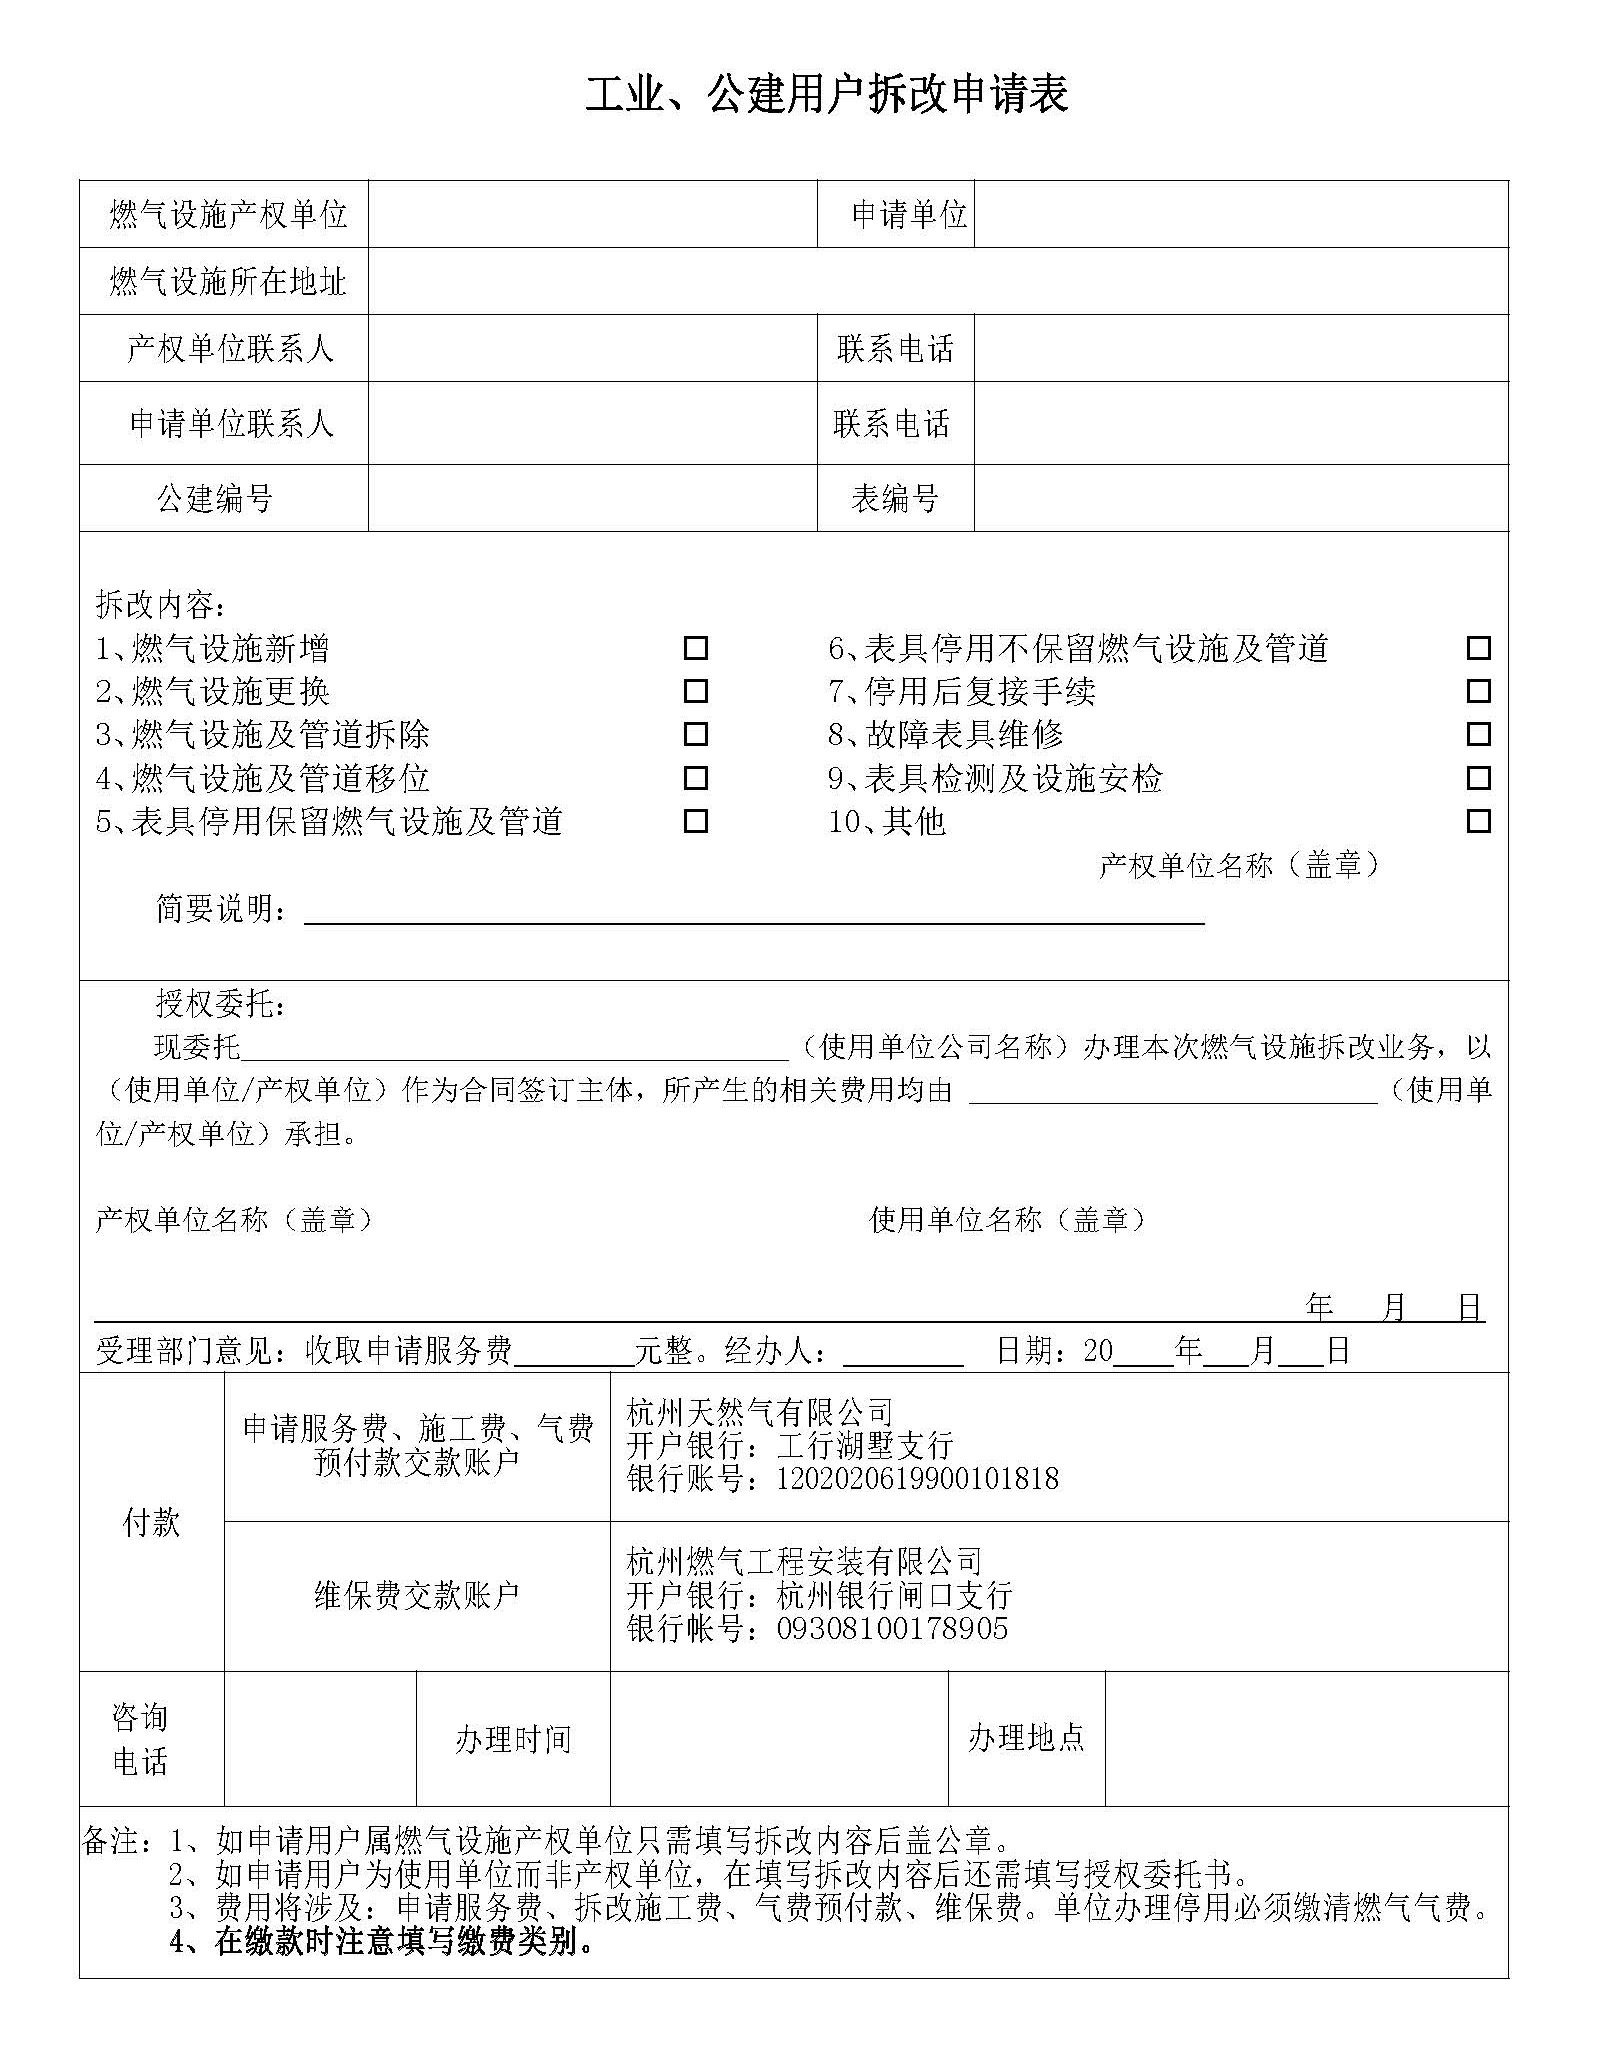 工业、公建用户拆改申请表
燃气设施产权单位 申请单位
燃气设施所在地址
产权单位联系人 联系电话
申请单位联系人 联系电话
公建编号 表编号
拆改内容：
1、燃气设施新增 □ 6、表具停用不保留燃气设施及管道 □
2、燃气设施更换 □ 7、停用后复接手续 □
3、燃气设施及管道拆除 □ 8、故障表具维修 □
4、燃气设施及管道移位 □ 9、表具检测及设施安检 □
5、表具停用保留燃气设施及管道 □ 10、其他 □
产权单位名称（盖章）
简要说明：
授权委托：
现委托____（使用单位公司名称）办理本次燃气设施拆改业务，以
（使用单位/产权单位）作为合同签订主体，所产生的相关费用均由 ____（使用单
位/产权单位）承担。
产权单位名称（盖章） 使用单位名称（盖章）
年 月 日
受理部门意见：收取申请服务费____元整。经办人：____ 日期：20____年___月___日
付款
申请服务费、施工费、气费
预付款交款账户
杭州天然气有限公司
开户银行：工行湖墅支行
银行账号：1202020619900101818
维保费交款账户
杭州燃气工程安装有限公司
开户银行：杭州银行闸口支行
银行帐号：09308100178905
咨询
电话
办理时间
办理地点
备注：1、如申请用户属燃气设施产权单位只需填写拆改内容后盖公章。
2、如申请用户为使用单位而非产权单位，在填写拆改内容后还需填写授权委托书。
3、费用将涉及：申请服务费、拆改施工费、气费预付款、维保费。单位办理停用必须缴清燃气气费。
4、在缴款时注意填写缴费类别。